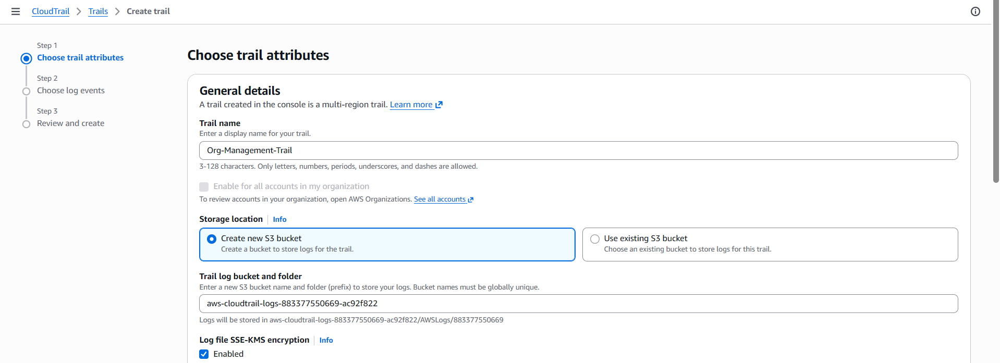 CloudTrail > Trails > Create trail
Step 1
Choose trail attributes
Step 2
Choose log events
Step 3
Review and create
Choose trail attributes
General details
A trail created in the console is a multi-region trail. Learn more
Trail name
Enter a display name for your trail.
Org-Management-Trail
3-128 characters. Only letters, numbers, periods, underscores, and dashes are allowed.
Enable for all accounts in my organization
To review accounts in your organization, open AWS Organizations. See all accounts
Storage location Info
Create new S3 bucket
Create a bucket to store logs for the trail.
Use existing S3 bucket
Choose an existing bucket to store logs for this trail.
Trail log bucket and folder
Enter a new S3 bucket name and folder (prefix) to store your logs. Bucket names must be globally unique.
aws-cloudtrail-logs-883377550669-ac92f822
Logs will be stored in aws-cloudtrail-logs-883377550669-ac92f822/AWSLogs/883377550669
Log file SSE-KMS encryption Info
Enabled